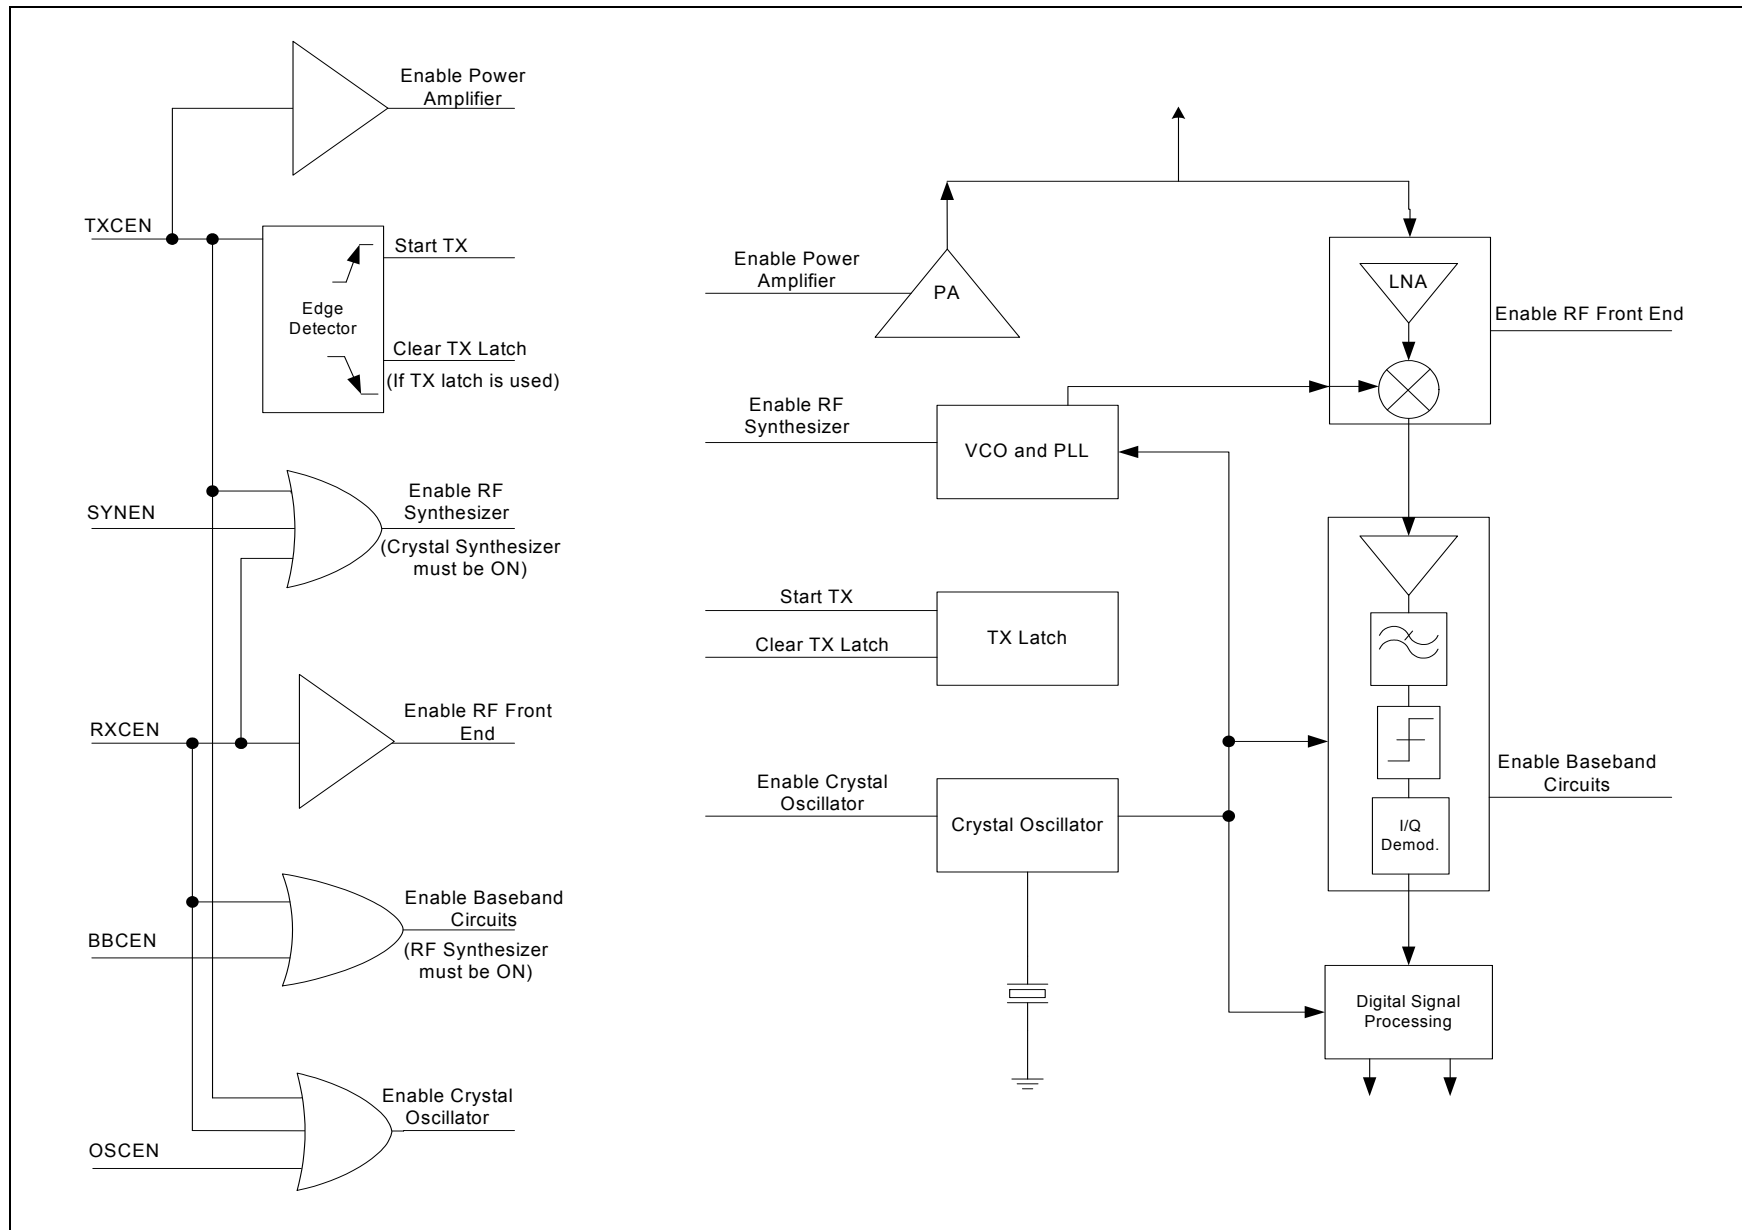 Enable Power
Amplifier
TXCEN
Start TX
Edge
Detector
Clear TX Latch
(If TX latch is used)
SYNEN
Enable RF
Synthesizer
(Crystal Synthesizer
must be ON)
RXCEN
Enable RF Front
End
BBCEN
Enable Baseband
Circuits
(RF Synthesizer
must be ON)
OSCEN
Enable Crystal
Oscillator
Enable Power
Amplifier
PA
LNA
Enable RF Front End
Enable RF
Synthesizer
VCO and PLL
Start TX
Clear TX Latch
TX Latch
Enable Crystal
Oscillator
Crystal Oscillator
I/Q
Demod.
Enable Baseband
Circuits
Digital Signal
Processing